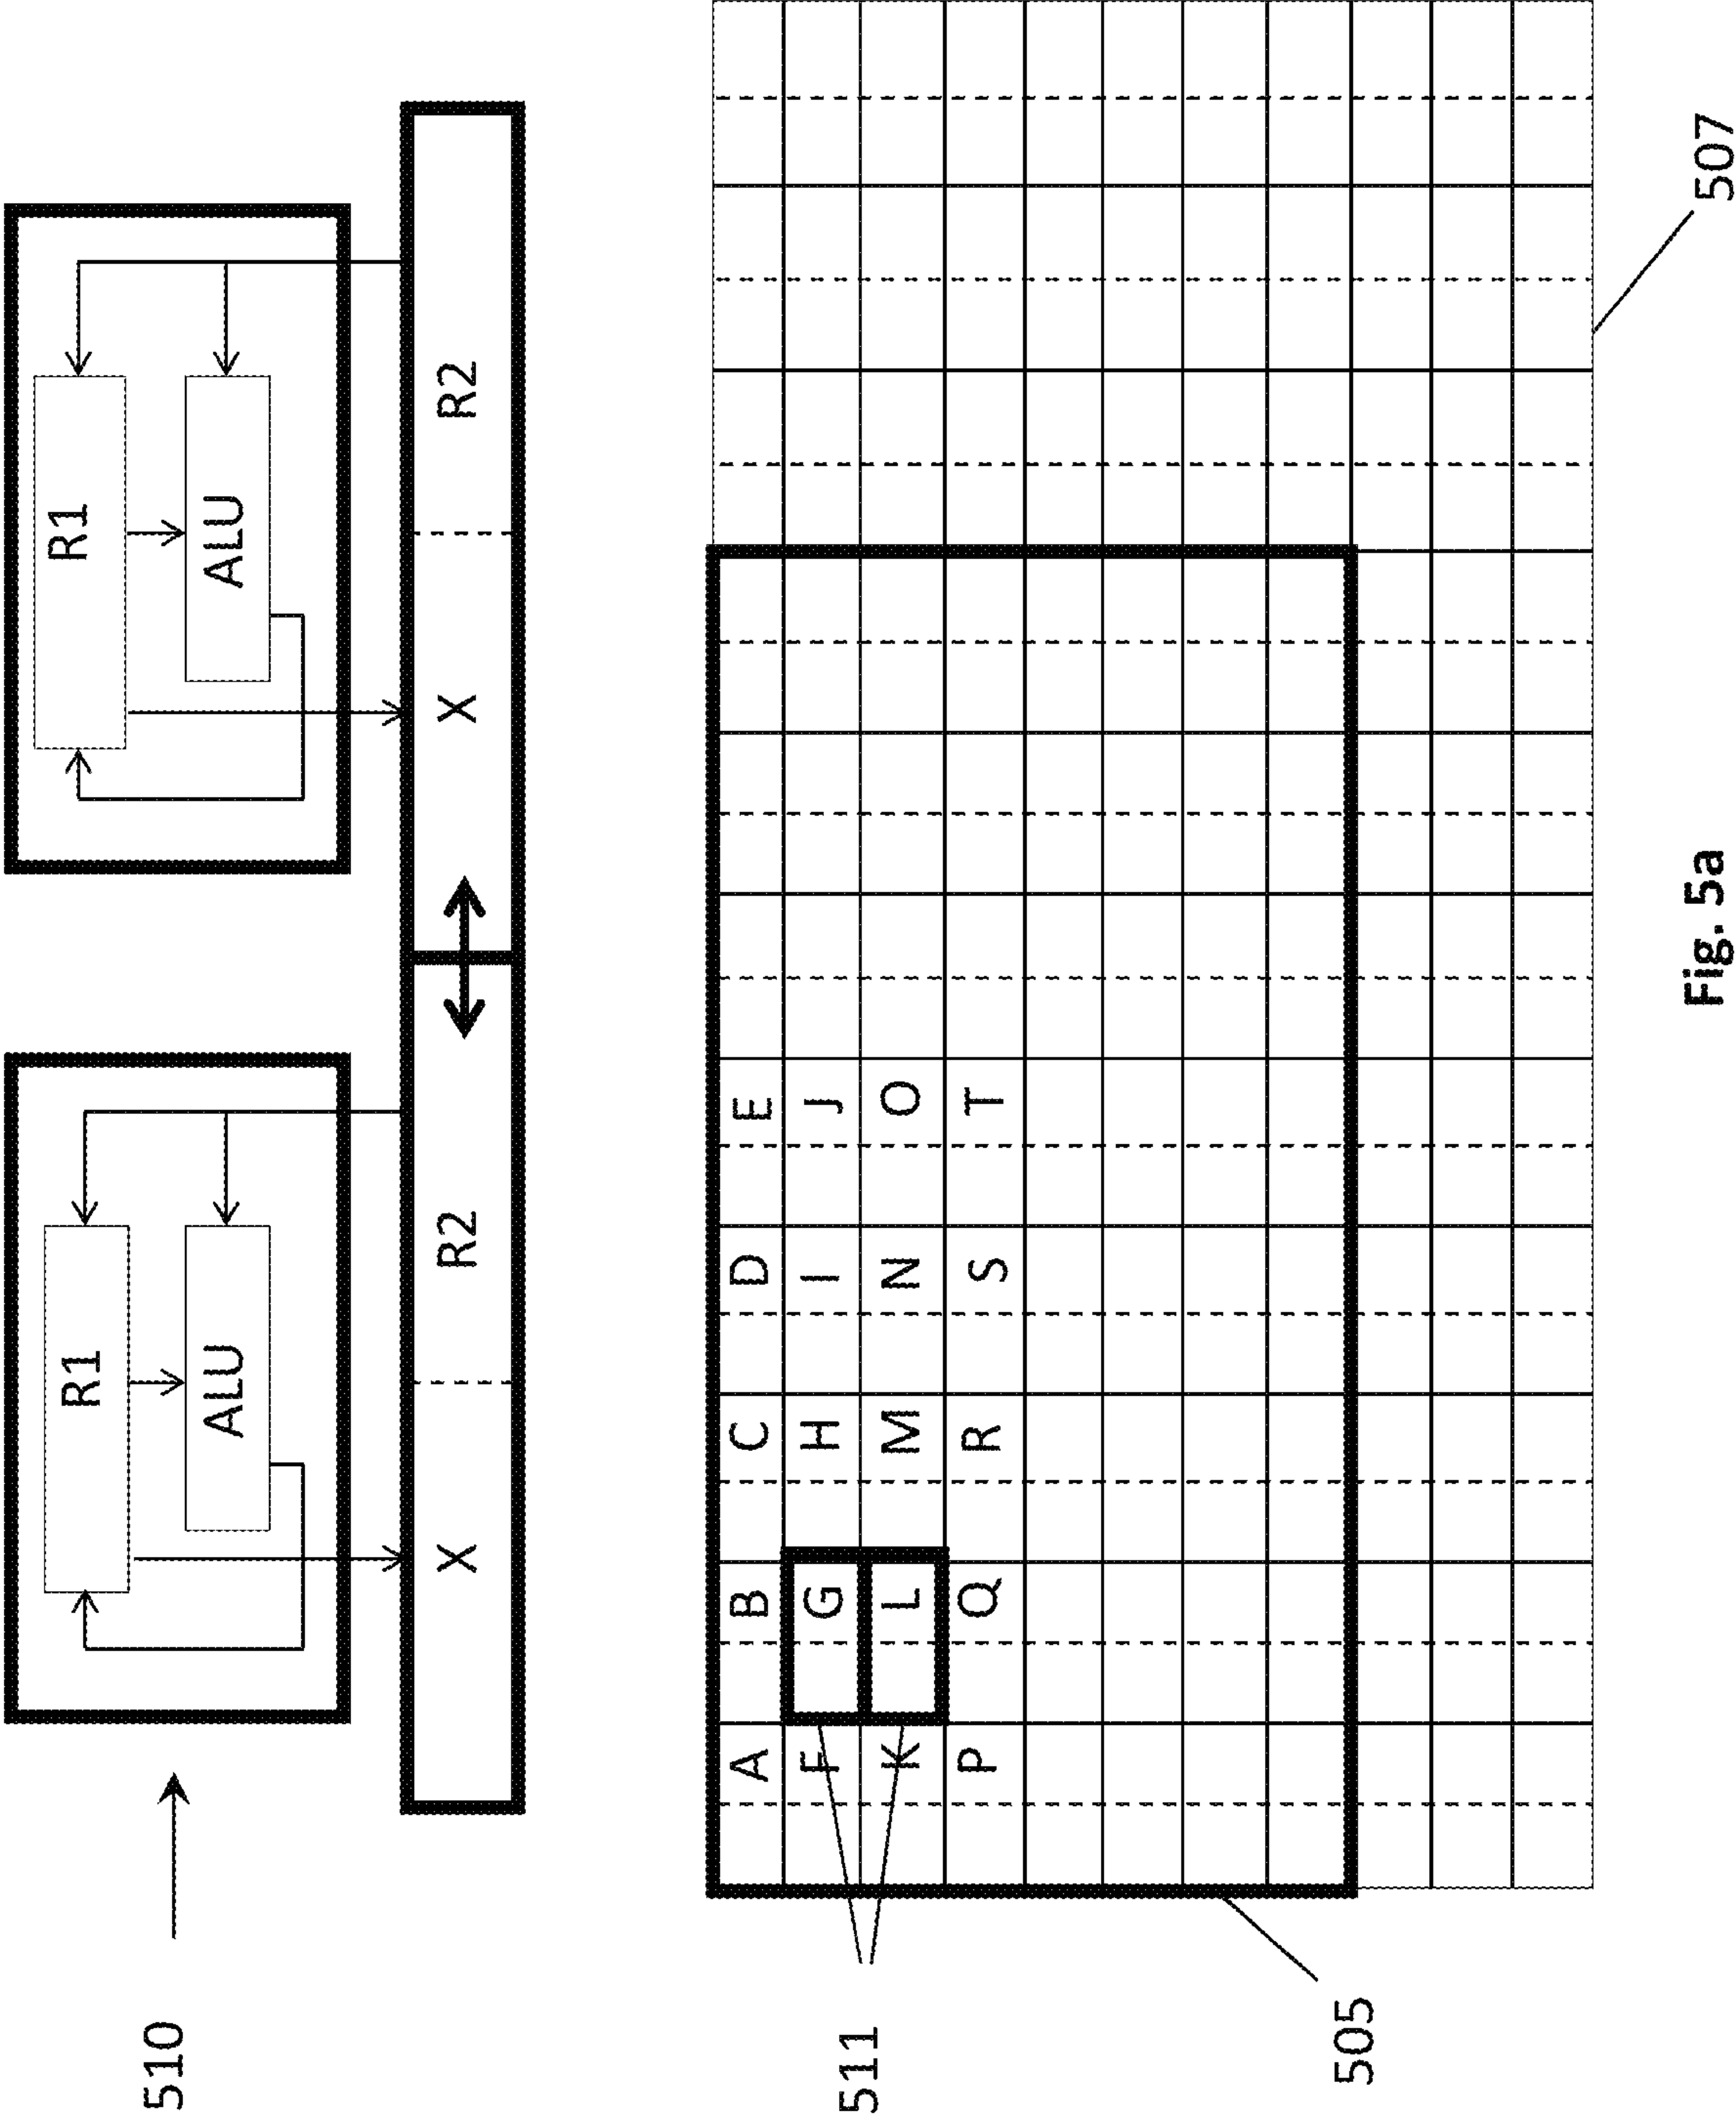 R1 R1
510
ALU ALU
X R2 X R2
A B C D E
F G H I J
511
K L M N O
P Q R S T
505
507
Fig. 5a